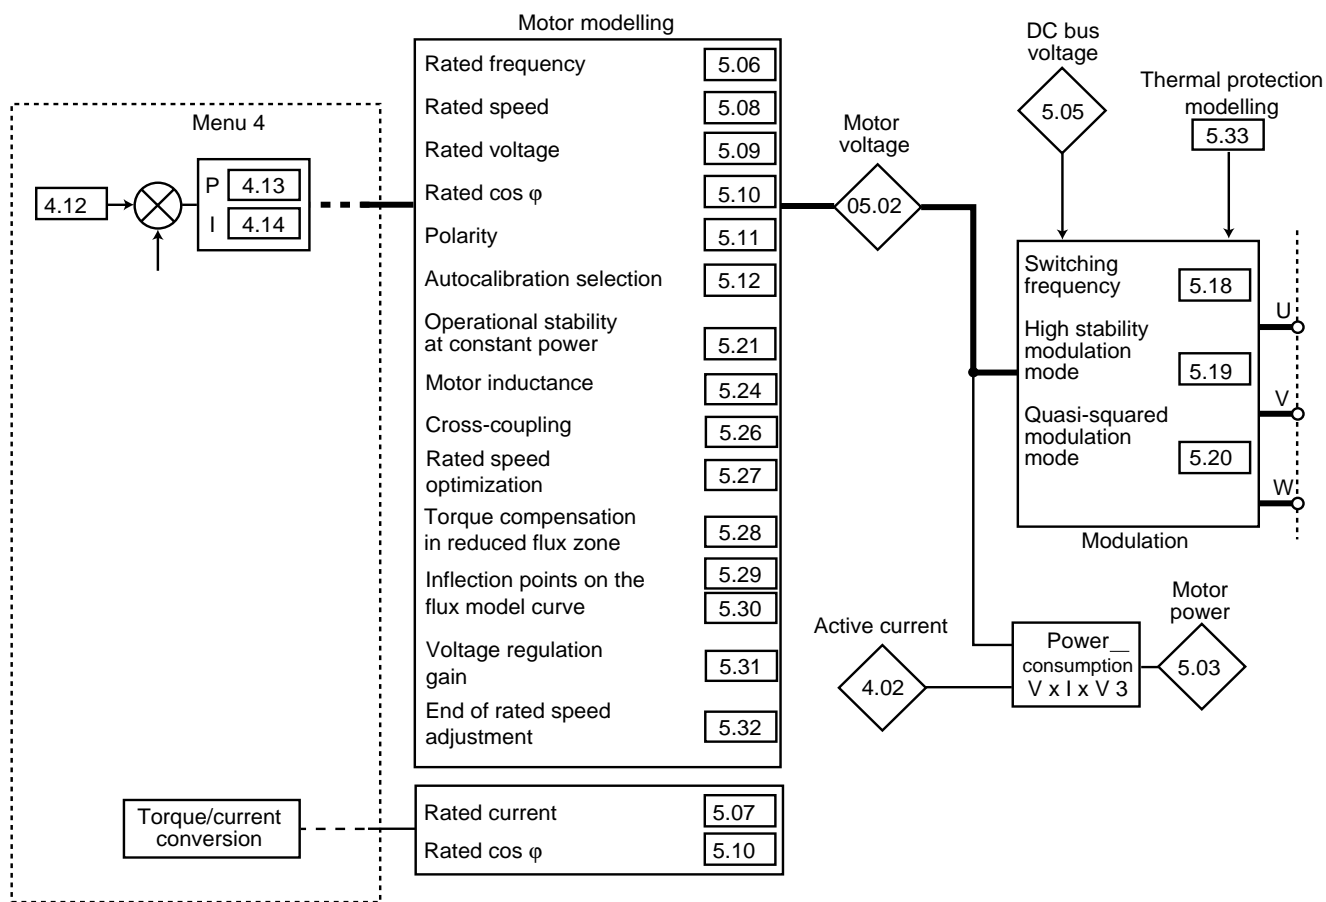 Motor modelling
Rated frequency 5.06
Rated speed 5.08
Rated voltage 5.09
Rated cos φ 5.10
Polarity 5.11
Autocalibration selection 5.12
Operational stability
at constant power 5.21
Motor inductance 5.24
Cross-coupling 5.26
Rated speed
optimization 5.27
Torque compensation
in reduced flux zone 5.28
Inflection points on the 5.29
flux model curve 5.30
Voltage regulation
gain 5.31
End of rated speed
adjustment 5.32
Menu 4
4.12
P 4.13
I 4.14
Torque/current
conversion
Rated current 5.07
Rated cos φ 5.10
Motor
voltage
05.02
DC bus
voltage
5.05
Thermal protection
modelling
5.33
Switching
frequency 5.18
High stability
modulation
mode 5.19
Quasi-squared
modulation
mode 5.20
U
V
W
Modulation
Active current
4.02
Power_
consumption
V x I x V 3
Motor
power
5.03